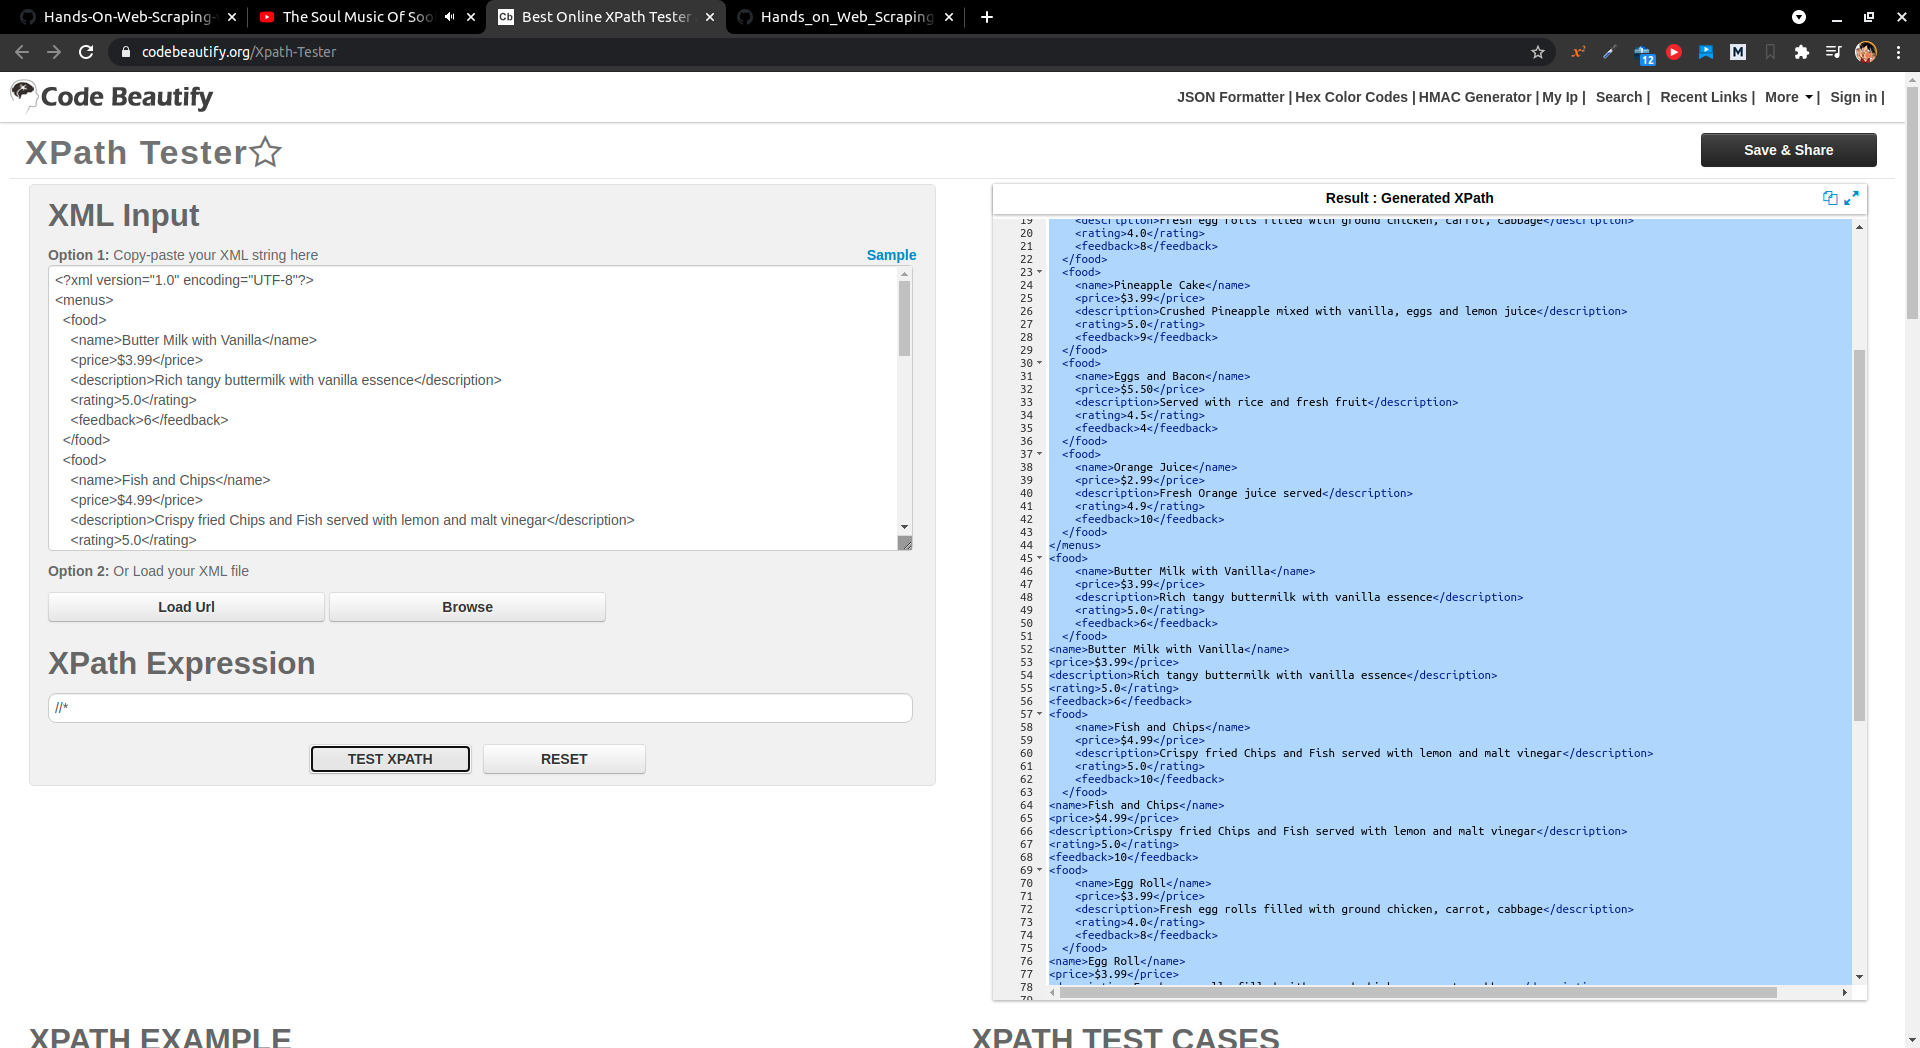 Hands-On-Web-Scraping-
The Soul Music Of Soo
Cb
Best Online XPath Tester
Hands_on_Web_Scraping
codebeautify.org/Xpath-Tester
x²
12
M
Code Beautify
JSON Formatter | Hex Color Codes | HMAC Generator | My Ip | Search | Recent Links | More | Sign in |
XPath Tester
Save & Share
XML Input
Option 1: Copy-paste your XML string here
Sample
<?xml version="1.0" encoding="UTF-8"?>
<menus>
<food>
<name>Butter Milk with Vanilla</name>
<price>$3.99</price>
<description>Rich tangy buttermilk with vanilla essence</description>
<rating>5.0</rating>
<feedback>6</feedback>
</food>
<food>
<name>Fish and Chips</name>
<price>$4.99</price>
<description>Crispy fried Chips and Fish served with lemon and malt vinegar</description>
<rating>5.0</rating>
Option 2: Or Load your XML file
Load Url
Browse
XPath Expression
//*
TEST XPATH
RESET
Result : Generated XPath
19 <description>Fresh egg rolls filled with ground chicken, carrot, cabbage</description>
20 <rating>4.0</rating>
21 <feedback>8</feedback>
22 </food>
23 <food>
24 <name>Pineapple Cake</name>
25 <price>$3.99</price>
26 <description>Crushed Pineapple mixed with vanilla, eggs and lemon juice</description>
27 <rating>5.0</rating>
28 <feedback>9</feedback>
29 </food>
30 <food>
31 <name>Eggs and Bacon</name>
32 <price>$5.50</price>
33 <description>Served with rice and fresh fruit</description>
34 <rating>4.5</rating>
35 <feedback>4</feedback>
36 </food>
37 <food>
38 <name>Orange Juice</name>
39 <price>$2.99</price>
40 <description>Fresh Orange juice served</description>
41 <rating>4.9</rating>
42 <feedback>10</feedback>
43 </food>
44 </menus>
45 <food>
46 <name>Butter Milk with Vanilla</name>
47 <price>$3.99</price>
48 <description>Rich tangy buttermilk with vanilla essence</description>
49 <rating>5.0</rating>
50 <feedback>6</feedback>
51 </food>
52 <name>Butter Milk with Vanilla</name>
53 <price>$3.99</price>
54 <description>Rich tangy buttermilk with vanilla essence</description>
55 <rating>5.0</rating>
56 <feedback>6</feedback>
57 <food>
58 <name>Fish and Chips</name>
59 <price>$4.99</price>
60 <description>Crispy fried Chips and Fish served with lemon and malt vinegar</description>
61 <rating>5.0</rating>
62 <feedback>10</feedback>
63 </food>
64 <name>Fish and Chips</name>
65 <price>$4.99</price>
66 <description>Crispy fried Chips and Fish served with lemon and malt vinegar</description>
67 <rating>5.0</rating>
68 <feedback>10</feedback>
69 <food>
70 <name>Egg Roll</name>
71 <price>$3.99</price>
72 <description>Fresh egg rolls filled with ground chicken, carrot, cabbage</description>
73 <rating>4.0</rating>
74 <feedback>8</feedback>
75 </food>
76 <name>Egg Roll</name>
77 <price>$3.99</price>
78
79
XPATH EXAMPLE
XPATH TEST CASES